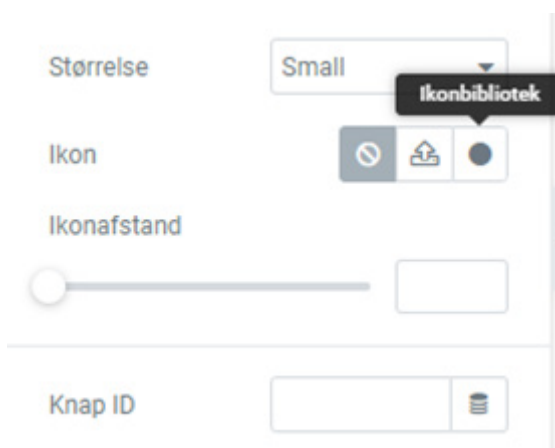 Størrelse
Small
Ikonbibliotek
Ikon
Ikonafstand
Knap ID